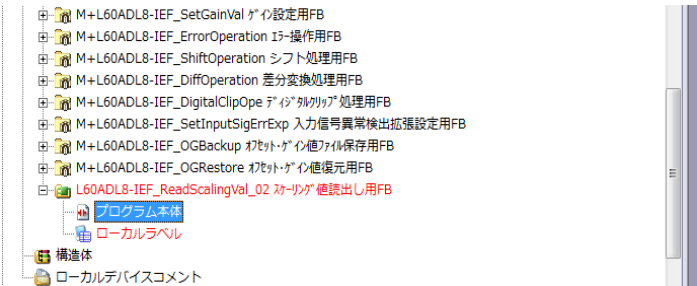 M+L60ADL8-IEF_SetGainVal ｹﾞｲﾝ設定用FB
M+L60ADL8-IEF_ErrorOperation ｴﾗｰ操作用FB
M+L60ADL8-IEF_ShiftOperation シフト処理用FB
M+L60ADL8-IEF_DiffOperation 差分変換処理用FB
M+L60ADL8-IEF_DigitalClipOpe ﾃﾞｨｼﾞﾀﾙｸﾘｯﾌﾟ処理用FB
M+L60ADL8-IEF_SetInputSigErrExp 入力信号異常検出拡張設定用FB
M+L60ADL8-IEF_OGBackup ｵﾌｾｯﾄ・ｹﾞｲﾝ値ﾌｧｲﾙ保存用FB
M+L60ADL8-IEF_OGRestore ｵﾌｾｯﾄ・ｹﾞｲﾝ値復元用FB
L60ADL8-IEF_ReadScalingVal_02 ｽｹｰﾘﾝｸﾞ値読出し用FB
プログラム本体
ローカルラベル
構造体
ローカルデバイスコメント